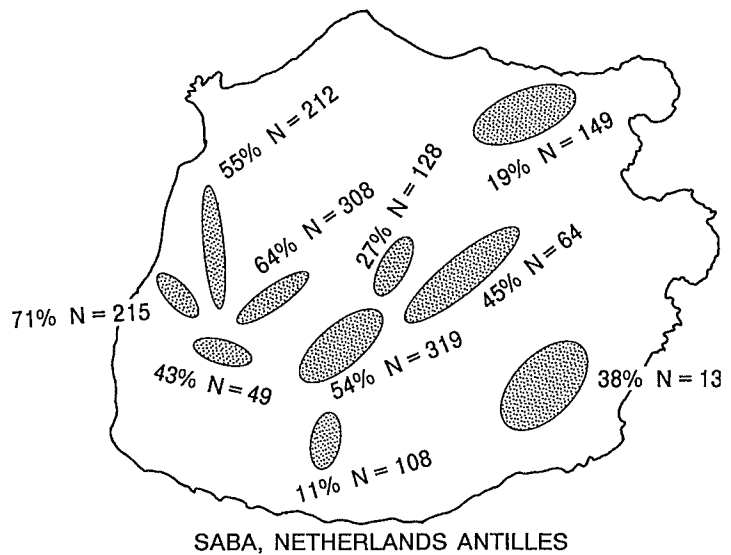 55% N = 212
19% N = 149
27% N = 128
64% N = 308
45% N = 64
71% N = 215
54% N = 319
43% N = 49
38% N = 13
11% N = 108
SABA, NETHERLANDS ANTILLES